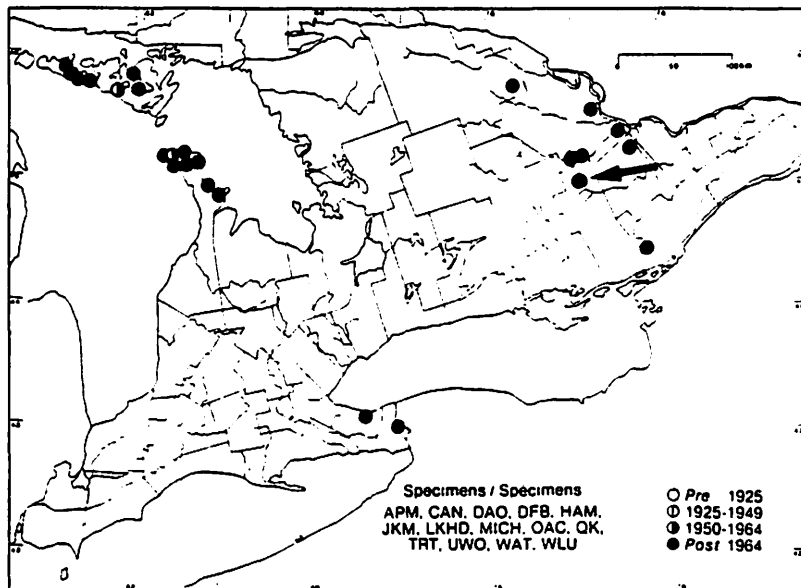 Specimens / Specimens
APM, CAN, DAO, DFB, HAM,
JKM, LKHD, MICH, OAC, QK,
TRT, UWO, WAT, WLU
Pre 1925
1925-1949
1950-1964
Post 1964